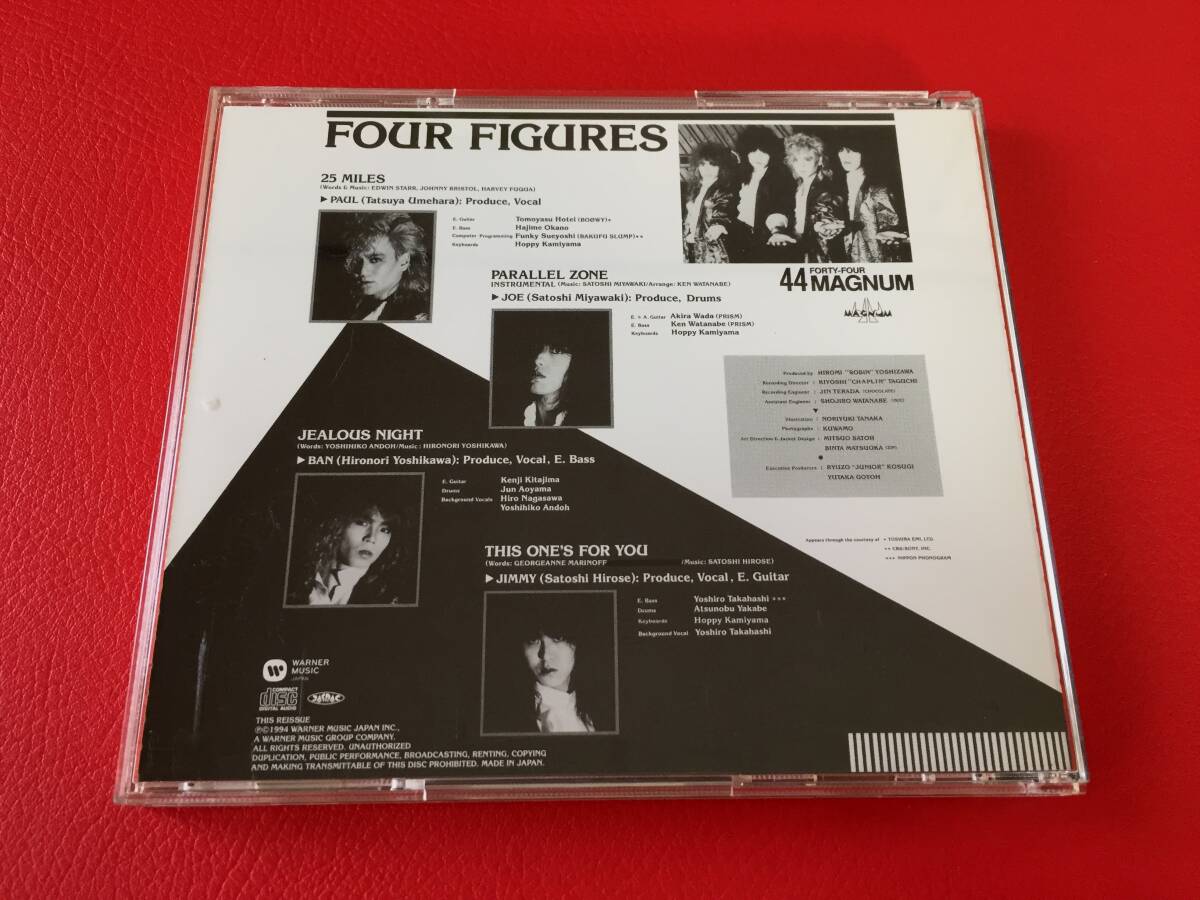 FOUR FIGURES
25 MILES
(Words & Music: EDWIN STARR, JOHNNY BRISTOL, HARVEY FUQUA)
▶ PAUL (Tatsuya Umehara): Produce, Vocal
E. Guitar Tomoyasu Hotei (BOØWY)*
E. Bass Hajime Okano
Computer Programming Funky Sueyoshi (BAKUFU SLUMP)**
Keyboards Hoppy Kamiyama
44 FORTY-FOUR MAGNUM
MAGNUM
PARALLEL ZONE
INSTRUMENTAL (Music: SATOSHI MIYAWAKI/Arrange: KEN WATANABE)
▶ JOE (Satoshi Miyawaki): Produce, Drums
E. & A. Guitar Akira Wada (PRISM)
E. Bass Ken Watanabe (PRISM)
Keyboards Hoppy Kamiyama
Produced by : HIROMI "ROBIN" YOSHIZAWA
Recording Director : KIYOSHI "CHAPLIN" TAGUCHI
Recording Engineer : JIN TERADA (CHOCOLATE)
Assistant Engineer : SHOJIRO WATANABE
▼
Illustration : NORIYUKI TANAKA
Photographs : KUWAMO
Art Direction & Jacket Design : MITSUO SATOH
BINTA MATSUOKA
●
Executive Producers : RYUZO "JUNIOR" KOSUGI
YUTAKA GOTOH
JEALOUS NIGHT
(Words: YOSHIHIKO ANDOH/Music: HIRONORI YOSHIKAWA)
▶ BAN (Hironori Yoshikawa): Produce, Vocal, E. Bass
E. Guitar Kenji Kitajima
Drums Jun Aoyama
Background Vocals Hiro Nagasawa
Yoshihiko Andoh
Appears through the courtesy of * TOSHIBA EMI, LTD.
** CBS/SONY, INC.
*** NIPPON PHONOGRAM
THIS ONE'S FOR YOU
(Words: GEORGEANNE MARINOFF /Music: SATOSHI HIROSE)
▶ JIMMY (Satoshi Hirose): Produce, Vocal, E. Guitar
E. Bass Yoshiro Takahashi ***
Drums Atsunobu Yakabe
Keyboards Hoppy Kamiyama
Background Vocal Yoshiro Takahashi
WARNER MUSIC
JAPAN
COMPACT disc DIGITAL AUDIO
JASRAC
THIS REISSUE
℗©1994 WARNER MUSIC JAPAN INC.,
A WARNER MUSIC GROUP COMPANY.
ALL RIGHTS RESERVED. UNAUTHORIZED
DUPLICATION, PUBLIC PERFORMANCE, BROADCASTING, RENTING, COPYING
AND MAKING TRANSMITTABLE OF THIS DISC PROHIBITED. MADE IN JAPAN.